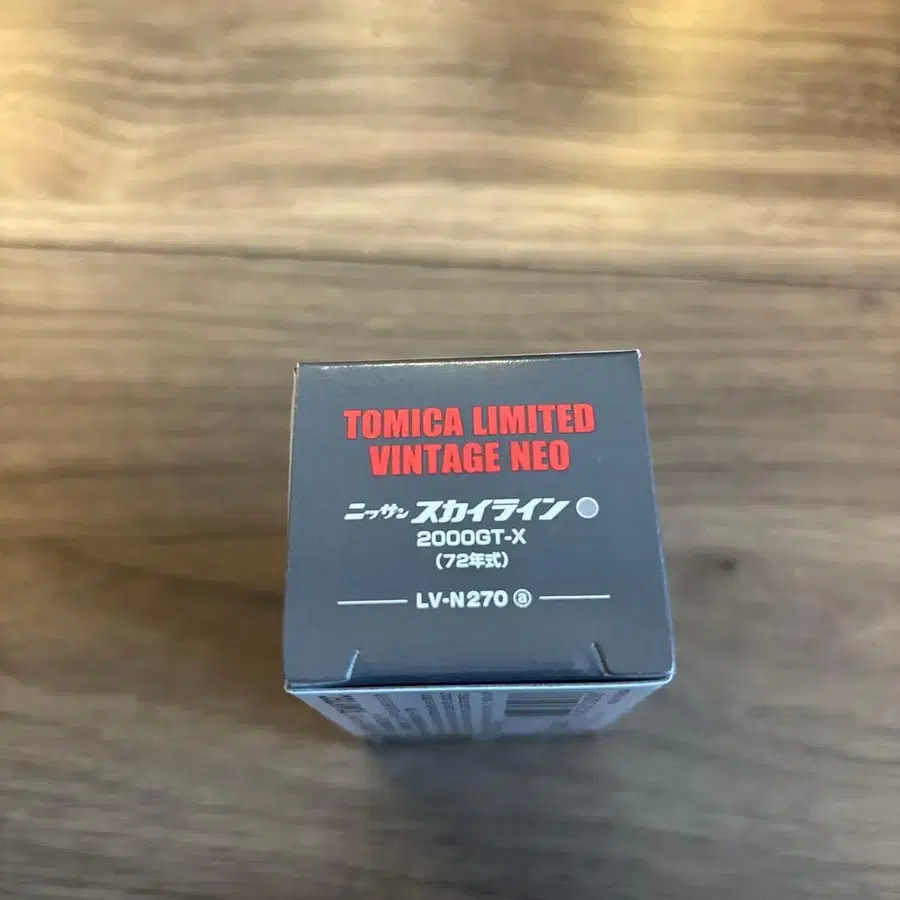 TOMICA LIMITED
VINTAGE NEO
ニッサン スカイライン
2000GT-X
(72年式)
LV-N270 ⓐ